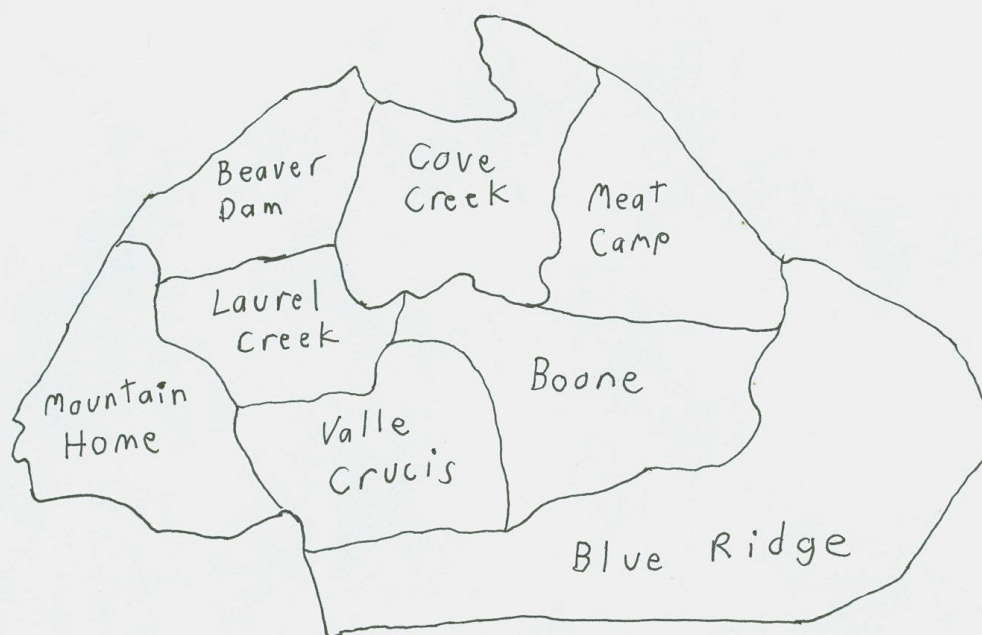 Beaver
Dam
Cove
Creek
Meat
Camp
Laurel
Creek
Mountain
Home
Valle
Crucis
Boone
Blue Ridge